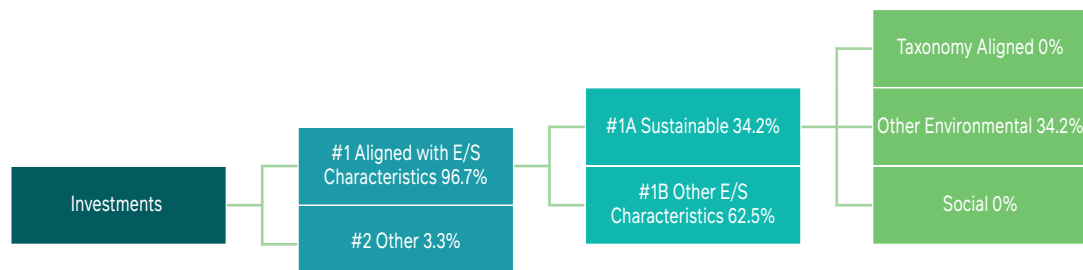 Investments
#1 Aligned with E/S
Characteristics 96.7%
#2 Other 3.3%
#1A Sustainable 34.2%
#1B Other E/S
Characteristics 62.5%
Taxonomy Aligned 0%
Other Environmental 34.2%
Social 0%